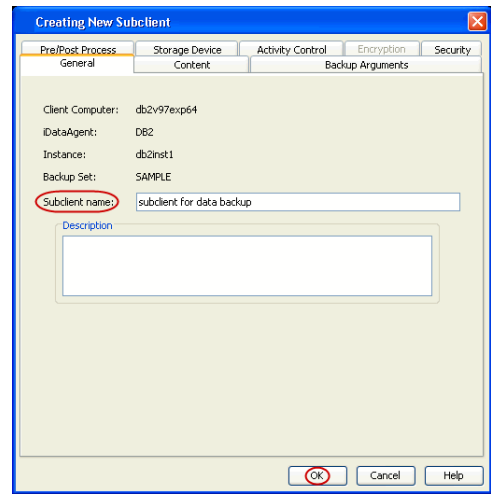 Creating New Subclient
Pre/Post Process Storage Device Activity Control Encryption Security
General Content Backup Arguments
Client Computer: db2v97exp64
iDataAgent: DB2
Instance: db2inst1
Backup Set: SAMPLE
Subclient name: subclient for data backup
Description
OK Cancel Help